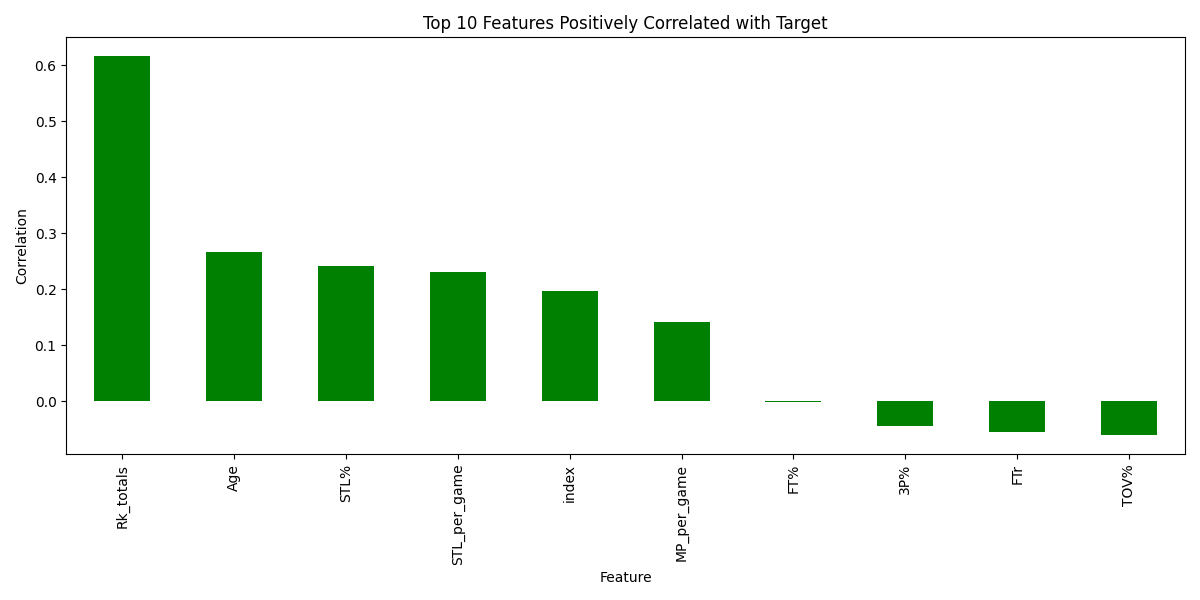 Top 10 Features Positively Correlated with Target
Correlation
0.6
0.5
0.4
0.3
0.2
0.1
0.0
Rk_totals
Age
STL%
STL_per_game
index
MP_per_game
FT%
3P%
FTr
TOV%
Feature